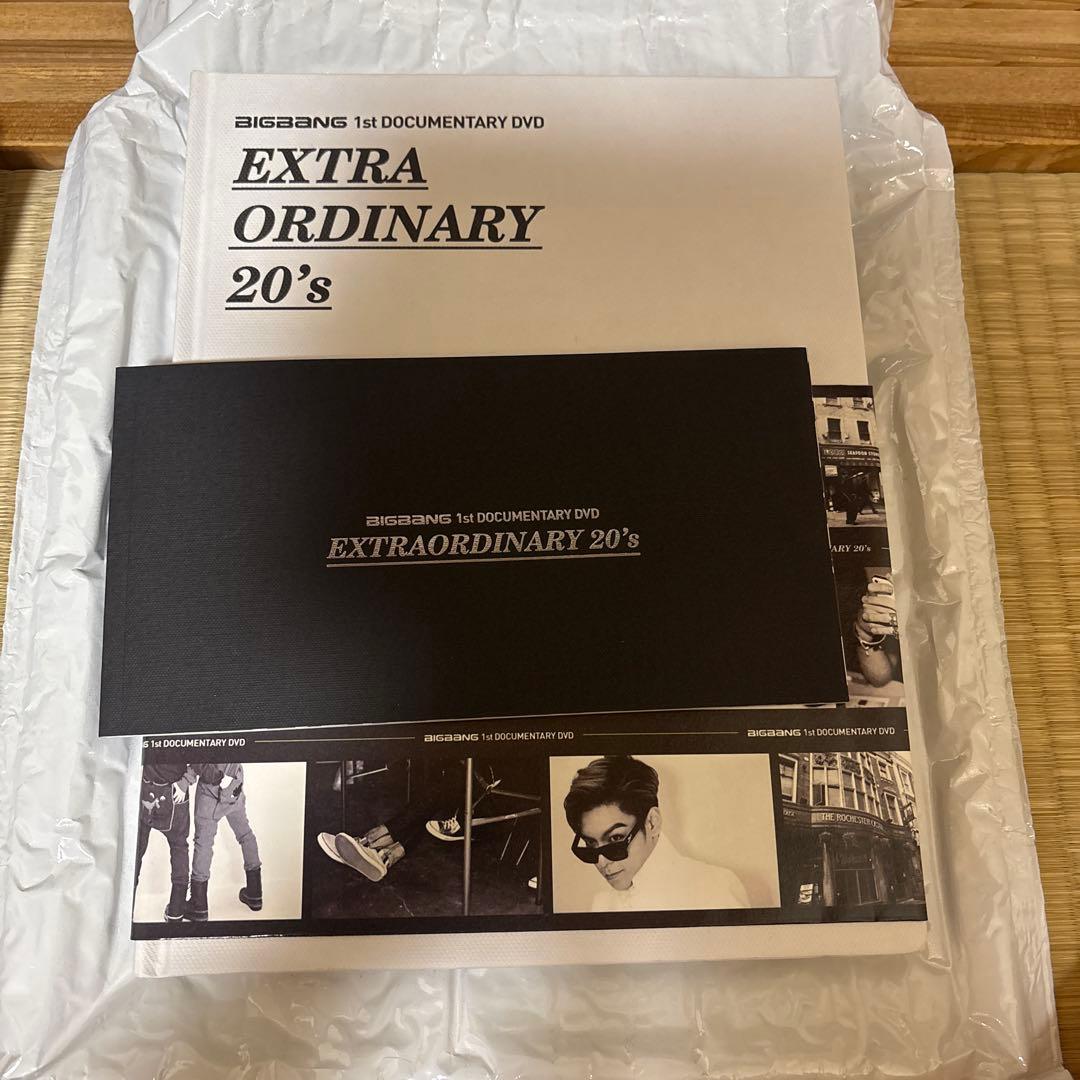 BIGBANG 1st DOCUMENTARY DVD
EXTRA
ORDINARY
20's
BIGBANG 1st DOCUMENTARY DVD
EXTRAORDINARY 20's
ARY 20's
G 1st DOCUMENTARY DVD
BIGBANG 1st DOCUMENTARY DVD
BIGBANG 1st DOCUMENTARY DVD
THE ROCHESTER